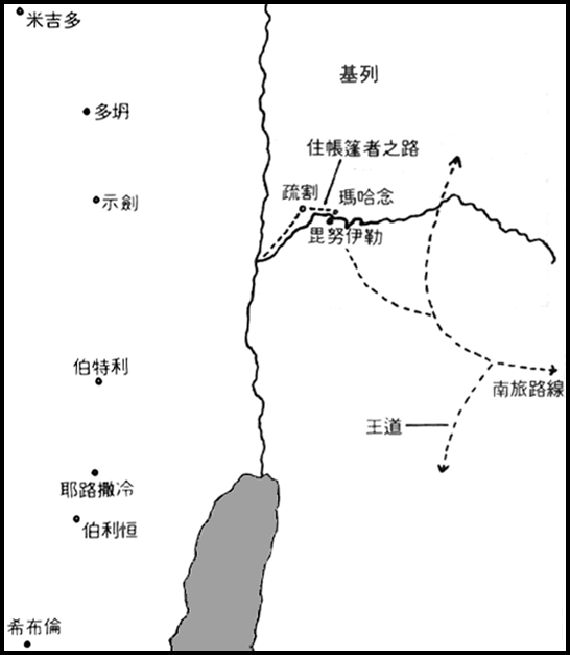 米吉多
基列
多坍
住帳篷者之路
疏割
瑪哈念
示劍
毘努伊勒
伯特利
南旅路線
王道
耶路撒冷
伯利恒
希布倫